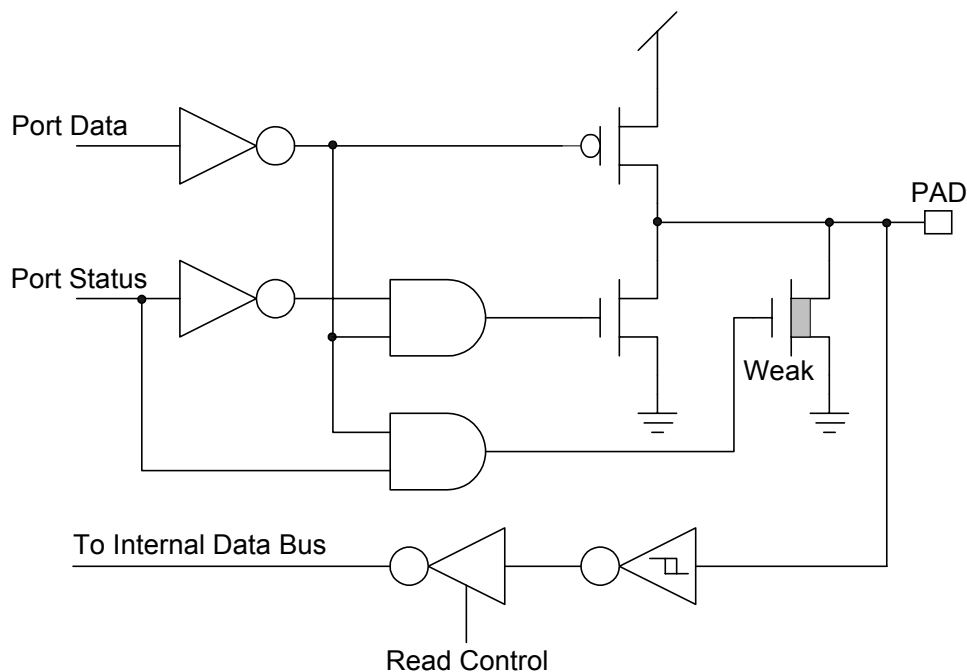 Port Data
PAD
Port Status
Weak
To Internal Data Bus
Read Control